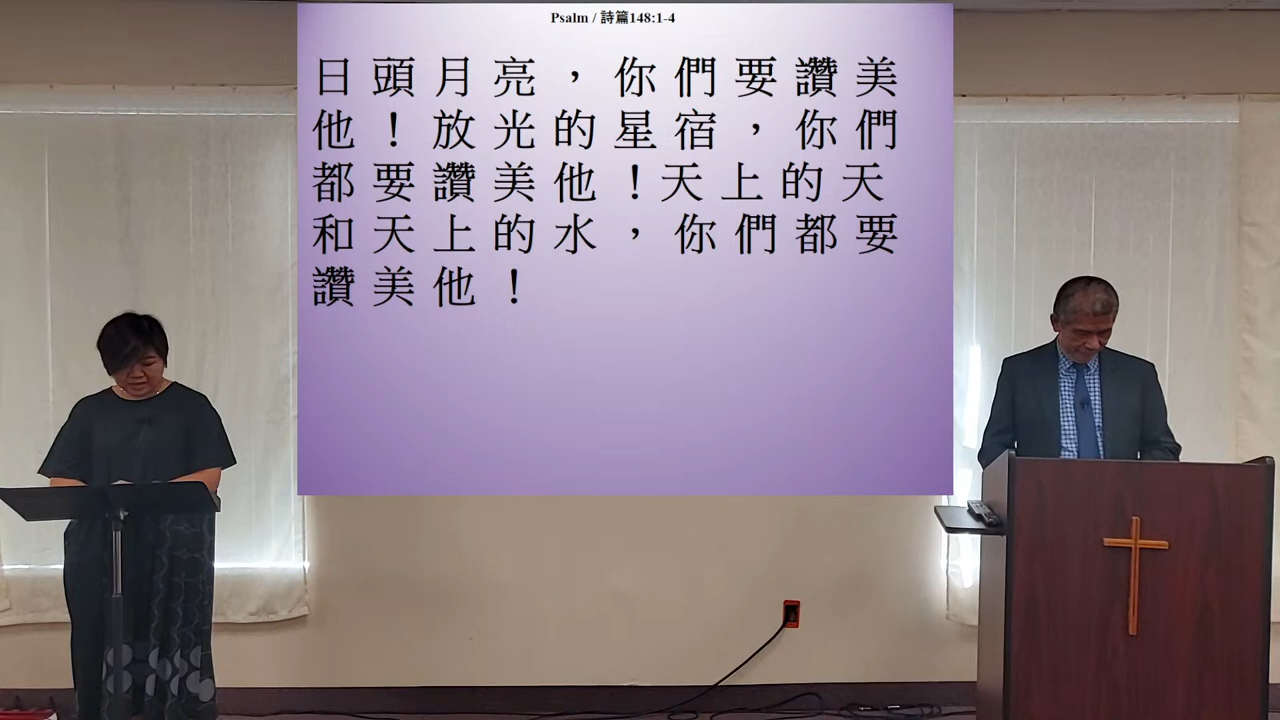 Psalm / 詩篇148:1-4
日頭月亮，你們要讚美
他！放光的星宿，你們
都要讚美他！天上的天
和天上的水，你們都要
讚美他！